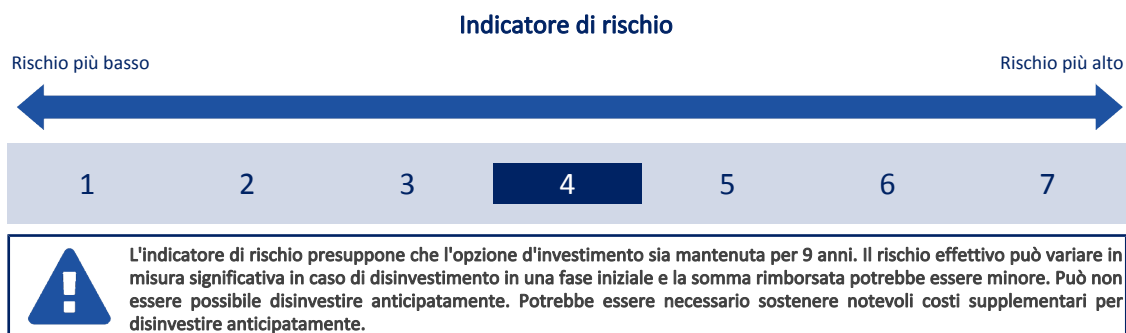 Indicatore di rischio
Rischio più basso
Rischio più alto
1 2 3 4 5 6 7
L'indicatore di rischio presuppone che l'opzione d'investimento sia mantenuta per 9 anni. Il rischio effettivo può variare in
misura significativa in caso di disinvestimento in una fase iniziale e la somma rimborsata potrebbe essere minore. Può non
essere possibile disinvestire anticipatamente. Potrebbe essere necessario sostenere notevoli costi supplementari per
disinvestire anticipatamente.